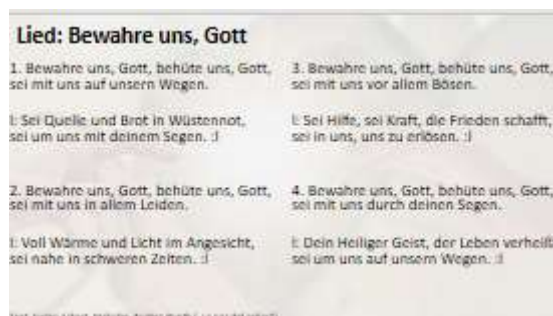 Lied: Bewahre uns, Gott
1. Bewahre uns, Gott, behüte uns, Gott,
sei mit uns auf unsern Wegen.
l: Sei Quelle und Brot in Wüstennot,
sei um uns mit deinem Segen. :l
2. Bewahre uns, Gott, behüte uns, Gott,
sei mit uns in allem Leiden.
l: Voll Wärme und Licht im Angesicht,
sei nahe in schweren Zeiten. :l
3. Bewahre uns, Gott, behüte uns, Gott,
sei mit uns vor allem Bösen.
l: Sei Hilfe, sei Kraft, die Frieden schafft,
sei in uns, uns zu erlösen. :l
4. Bewahre uns, Gott, behüte uns, Gott,
sei mit uns durch deinen Segen.
l: Dein Heiliger Geist, der Leben verheißt
sei um uns auf unsern Wegen. :l